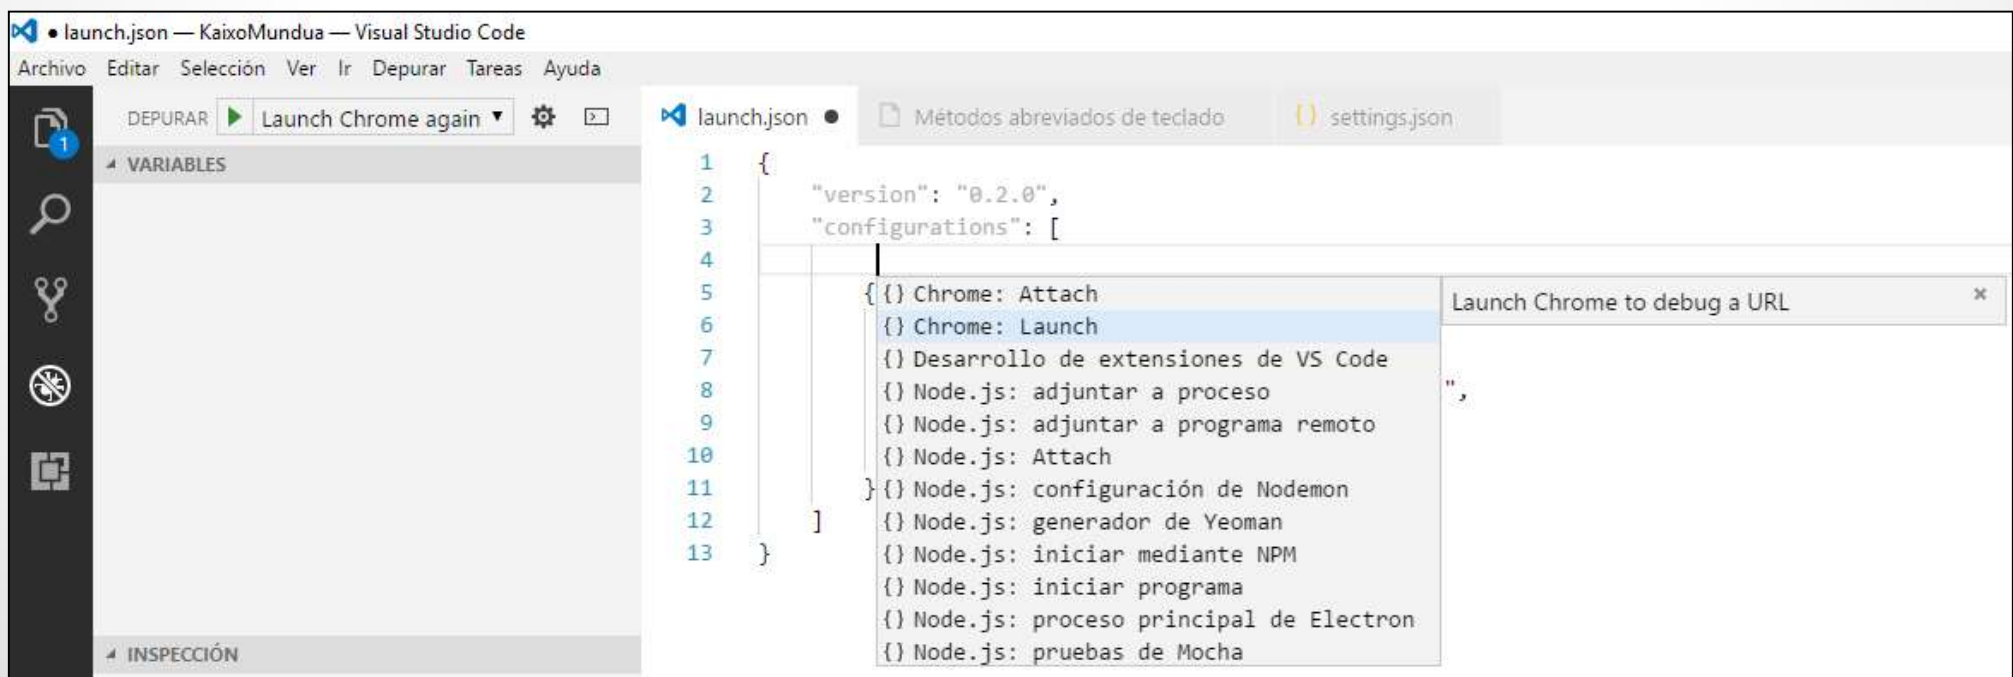 ● launch.json — KaixoMundua — Visual Studio Code
Archivo Editar Selección Ver Ir Depurar Tareas Ayuda
DEPURAR Launch Chrome again
1
VARIABLES
INSPECCIÓN
launch.json ● Métodos abreviados de teclado {} settings.json
1 {
2 "version": "0.2.0",
3 "configurations": [
4
5 {
6
7
8 ",
9
10
11 }
12 ]
13 }
{} Chrome: Attach
{} Chrome: Launch
{} Desarrollo de extensiones de VS Code
{} Node.js: adjuntar a proceso
{} Node.js: adjuntar a programa remoto
{} Node.js: Attach
{} Node.js: configuración de Nodemon
{} Node.js: generador de Yeoman
{} Node.js: iniciar mediante NPM
{} Node.js: iniciar programa
{} Node.js: proceso principal de Electron
{} Node.js: pruebas de Mocha
Launch Chrome to debug a URL